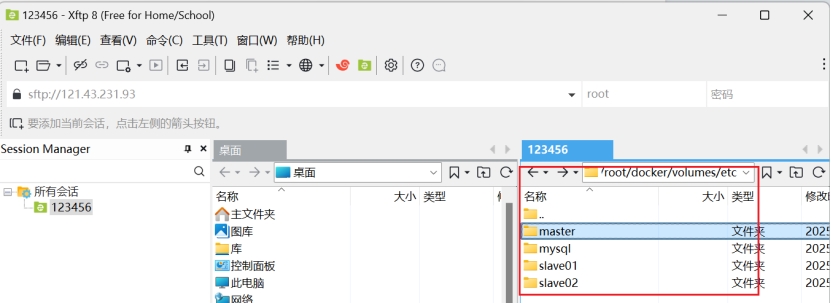 123456 - Xftp 8 (Free for Home/School)
文件(F) 编辑(E) 查看(V) 命令(C) 工具(T) 窗口(W) 帮助(H)
sftp://121.43.231.93 root 密码
要添加当前会话，点击左侧的箭头按钮。
Session Manager
所有会话
123456
桌面
桌面
名称 大小 类型
主文件夹
图库
库
控制面板
此电脑
网络
123456
/root/docker/volumes/etc
名称 大小 类型 修改
..
master 文件夹 2025
mysql 文件夹 2025
slave01 文件夹 2025
slave02 文件夹 2025